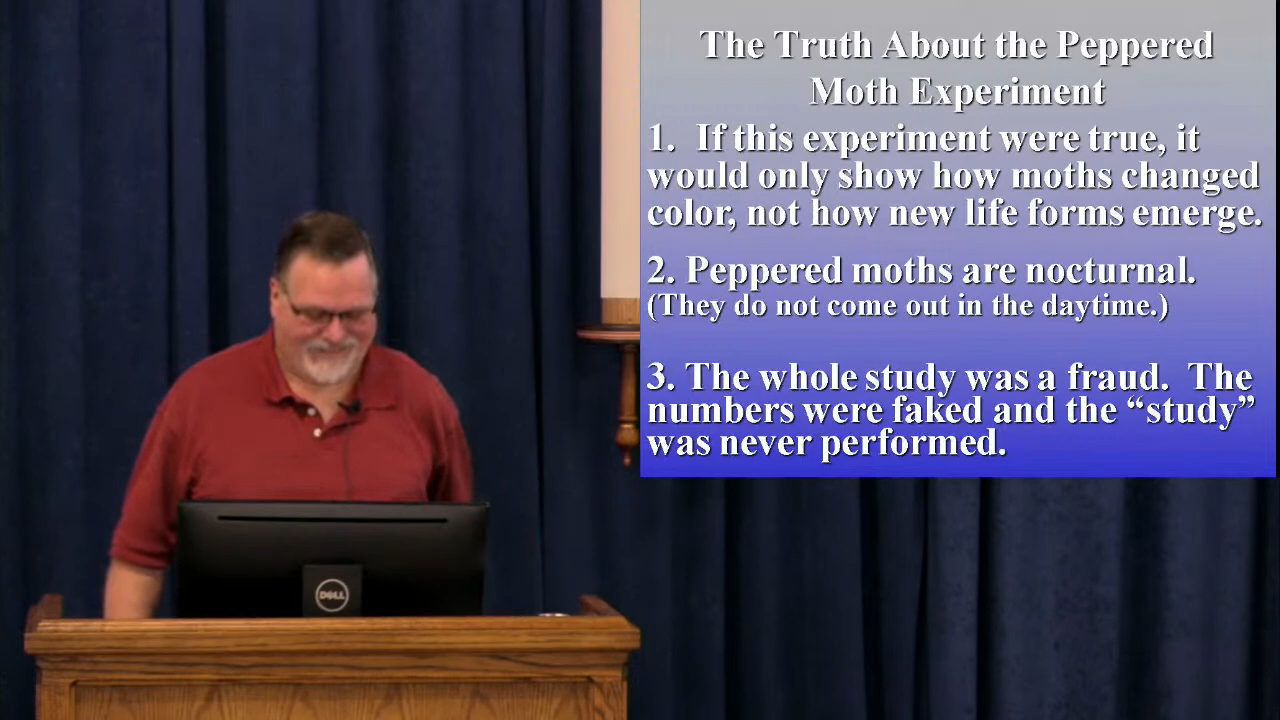 The Truth About the Peppered
Moth Experiment
1. If this experiment were true, it
would only show how moths changed
color, not how new life forms emerge.
2. Peppered moths are nocturnal.
(They do not come out in the daytime.)
3. The whole study was a fraud. The
numbers were faked and the “study”
was never performed.
DELL